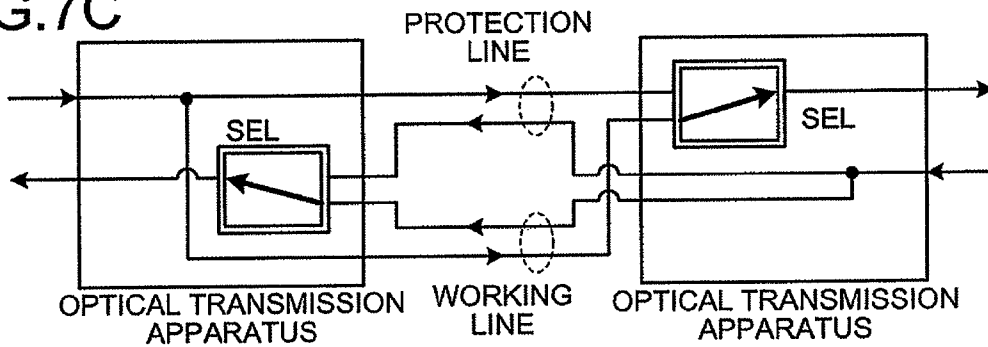 G.7C
PROTECTION
LINE
SEL
SEL
OPTICAL TRANSMISSION
APPARATUS
WORKING
LINE
OPTICAL TRANSMISSION
APPARATUS